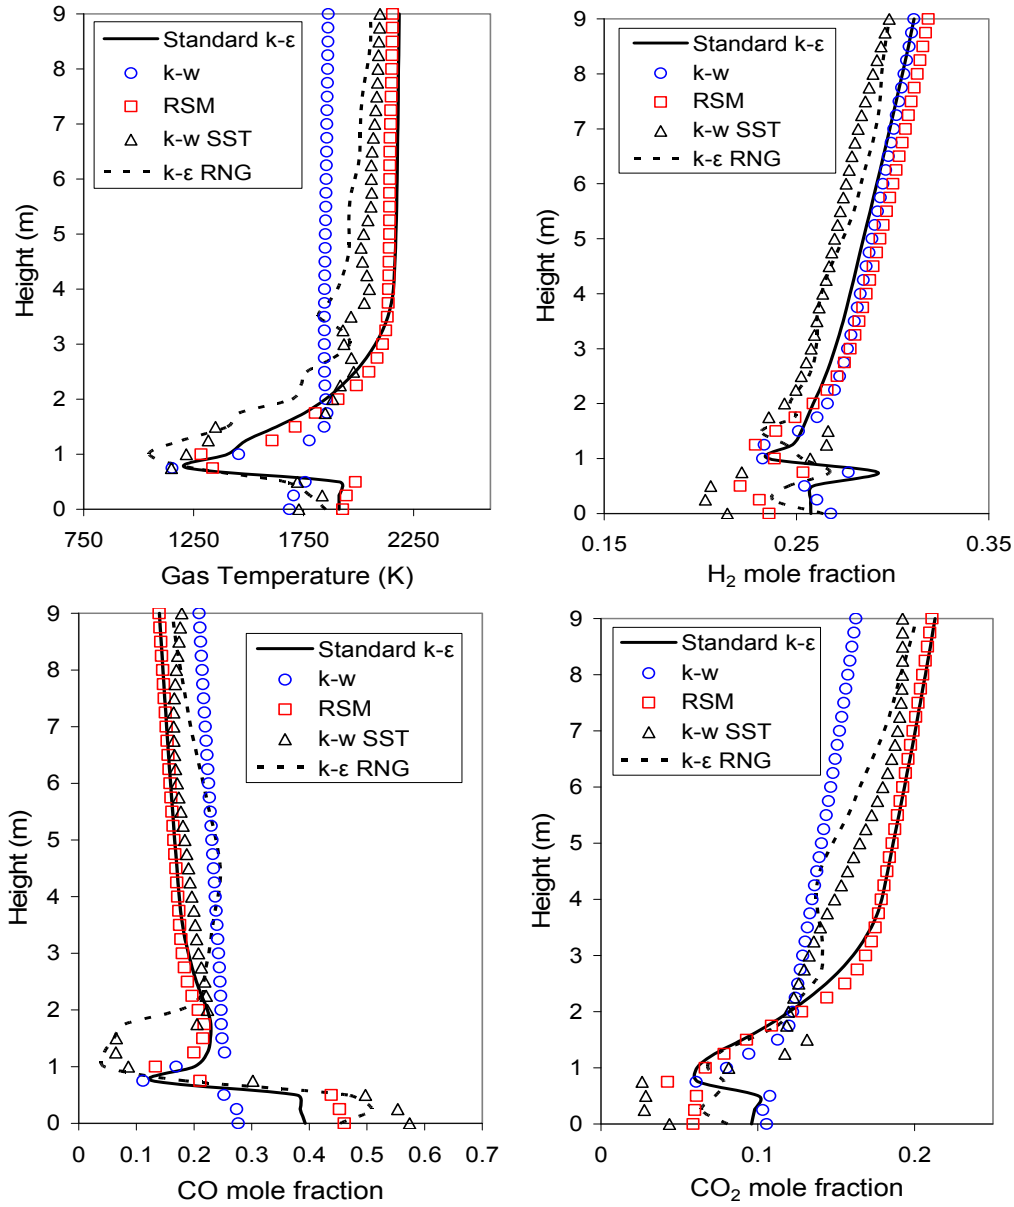 9
8
7
6
5
4
3
2
1
0
Height (m)
Standard k-ε
k-w
RSM
k-w SST
k-ε RNG
750 1250 1750 2250
Gas Temperature (K)
9
8
7
6
5
4
3
2
1
0
Height (m)
Standard k-ε
k-w
RSM
k-w SST
k-ε RNG
0.15 0.25 0.35
H₂ mole fraction
9
8
7
6
5
4
3
2
1
0
Height (m)
Standard k-ε
k-w
RSM
k-w SST
k-ε RNG
0 0.1 0.2 0.3 0.4 0.5 0.6 0.7
CO mole fraction
9
8
7
6
5
4
3
2
1
0
Height (m)
Standard k-ε
k-w
RSM
k-w SST
k-ε RNG
0 0.1 0.2
CO₂ mole fraction